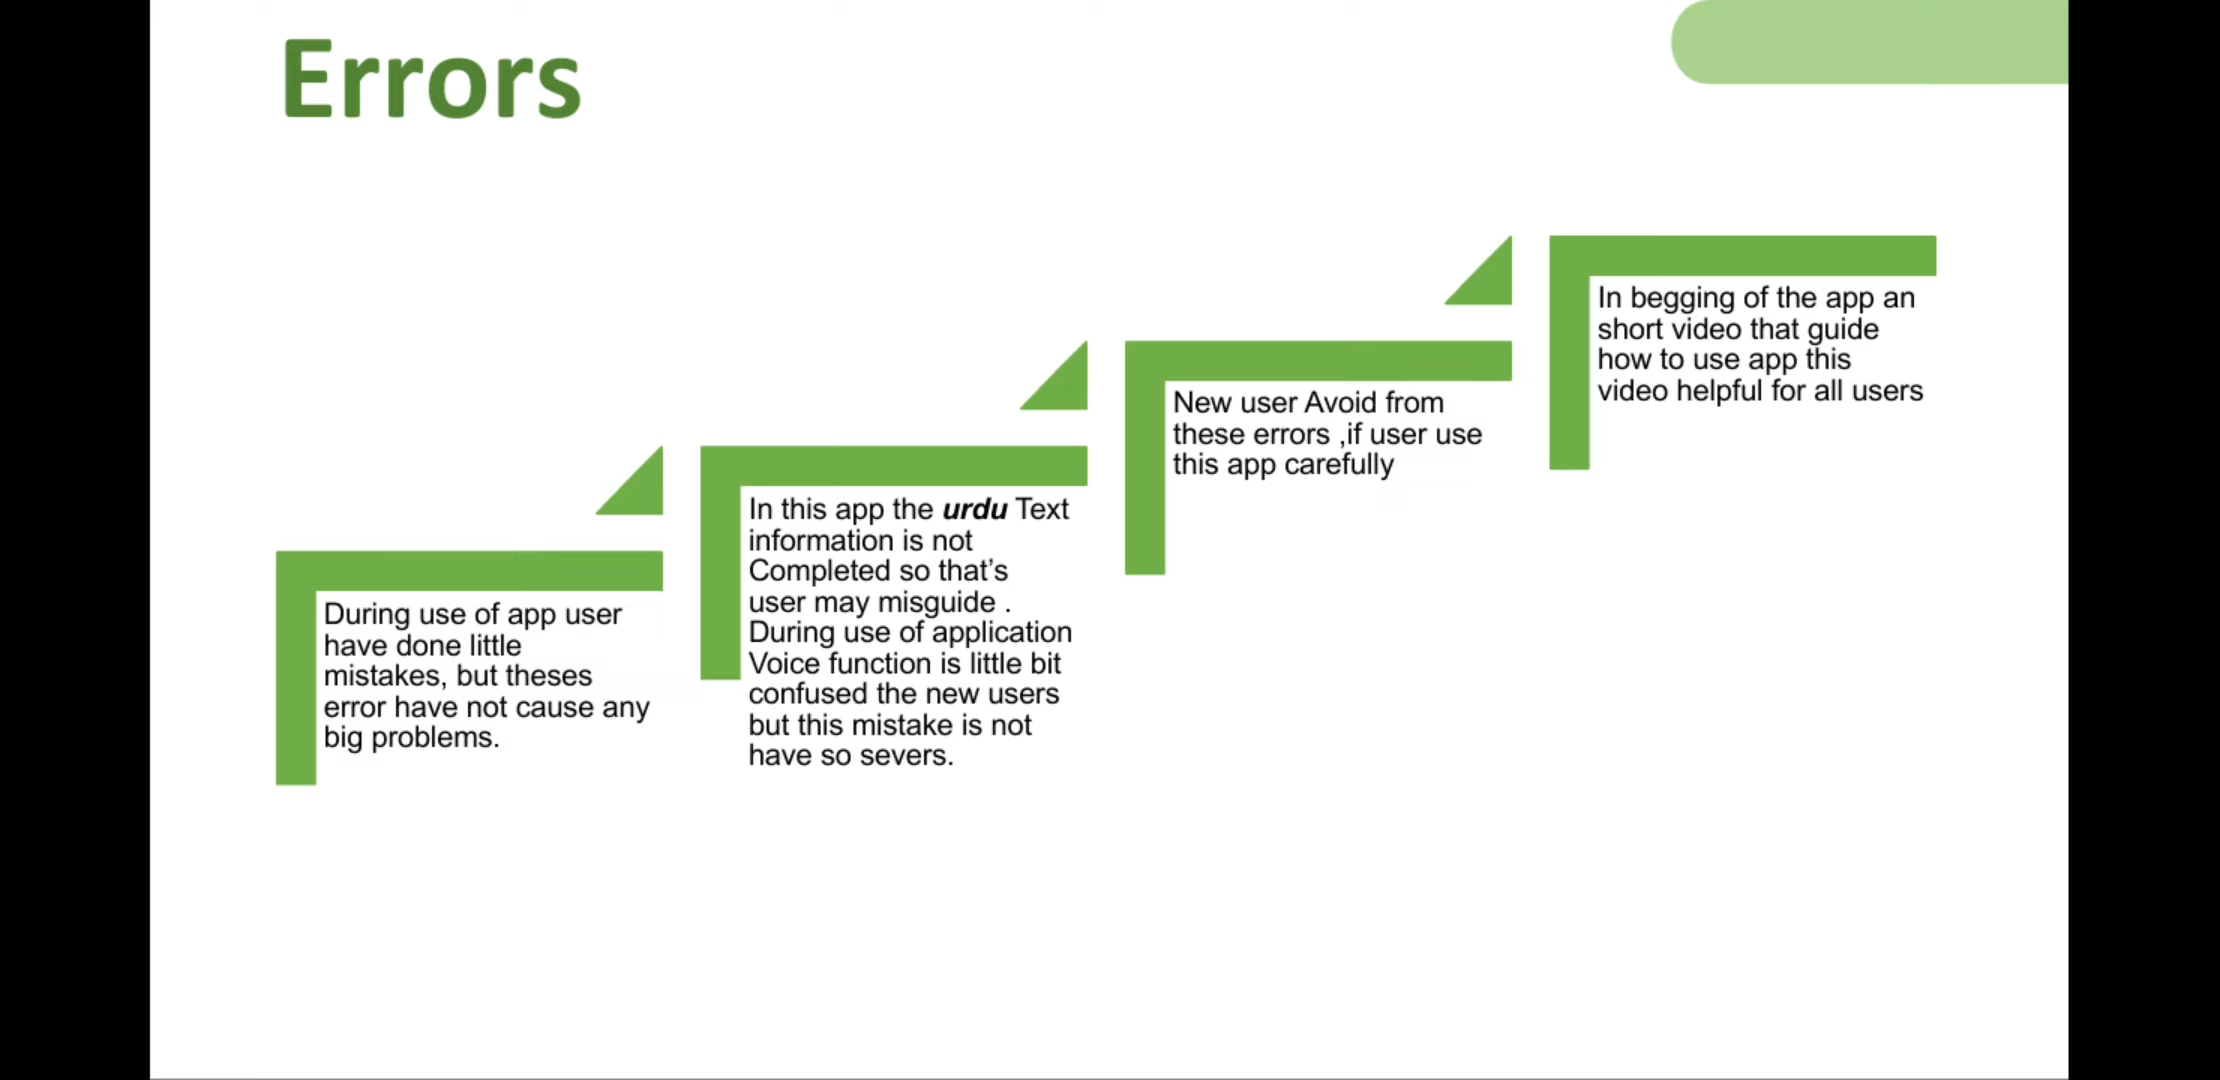 Errors
During use of app user
have done little
mistakes, but theses
error have not cause any
big problems.
In this app the urdu Text
information is not
Completed so that’s
user may misguide .
During use of application
Voice function is little bit
confused the new users
but this mistake is not
have so severs.
New user Avoid from
these errors ,if user use
this app carefully
In begging of the app an
short video that guide
how to use app this
video helpful for all users